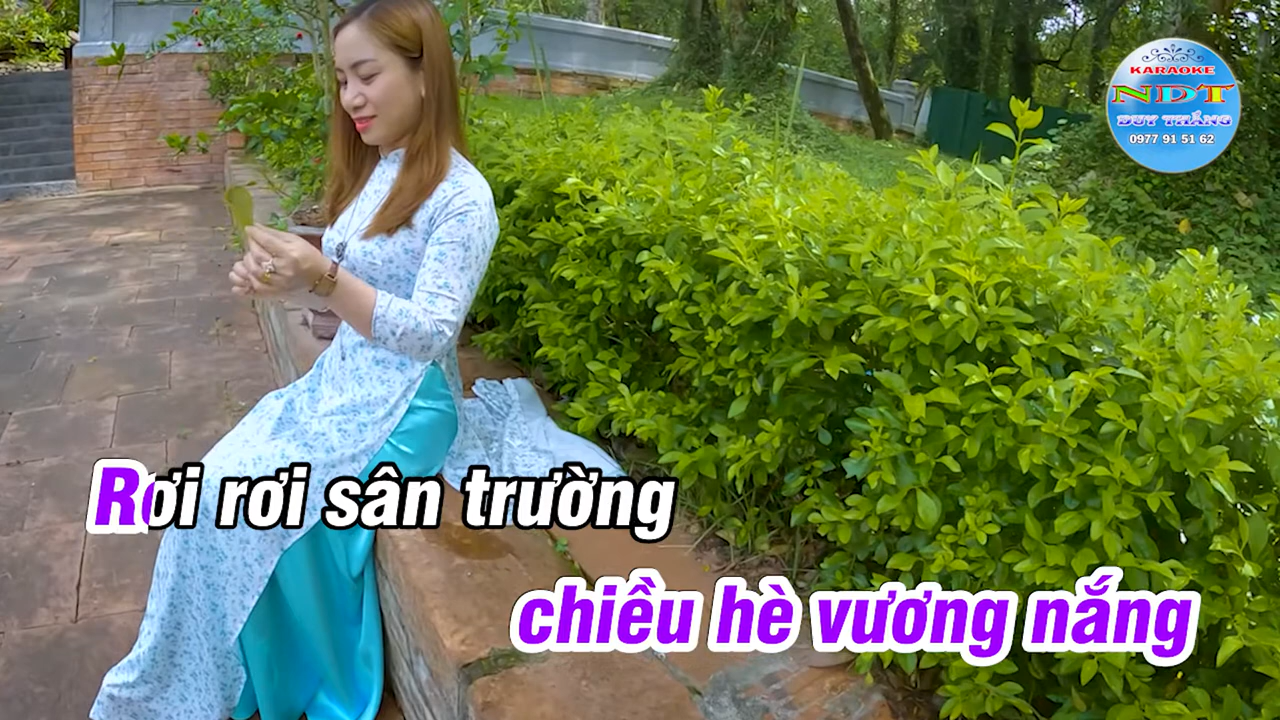 KARAOKE
NDT
DUY THẮNG
0977 91 51 62
Rơi rơi sân trường
chiều hè vương nắng